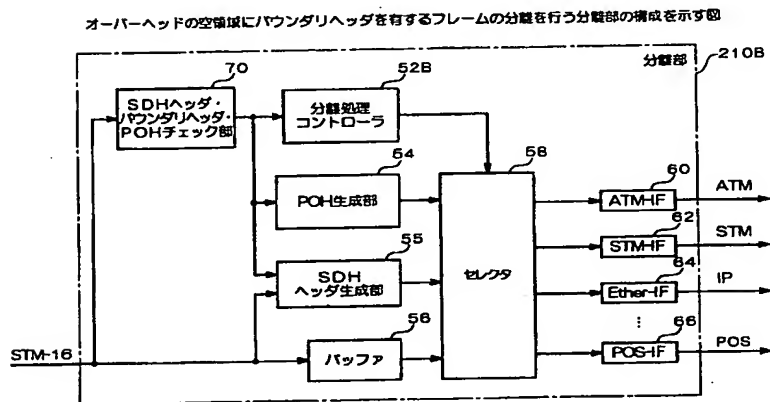 オーバーヘッドの空領域にバウンダリヘッダを有するフレームの分離を行う分離部の構成を示す図
210B
分離部
70
SDHヘッダ・
バウンダリヘッダ・
POHチェック部
52B
分離処理
コントローラ
54
POH生成部
55
SDH
ヘッダ生成部
56
バッファ
58
セレクタ
60
ATM-IF
ATM
62
STM-IF
STM
64
Ether-IF
IP
⋮
66
POS-IF
POS
STM-16